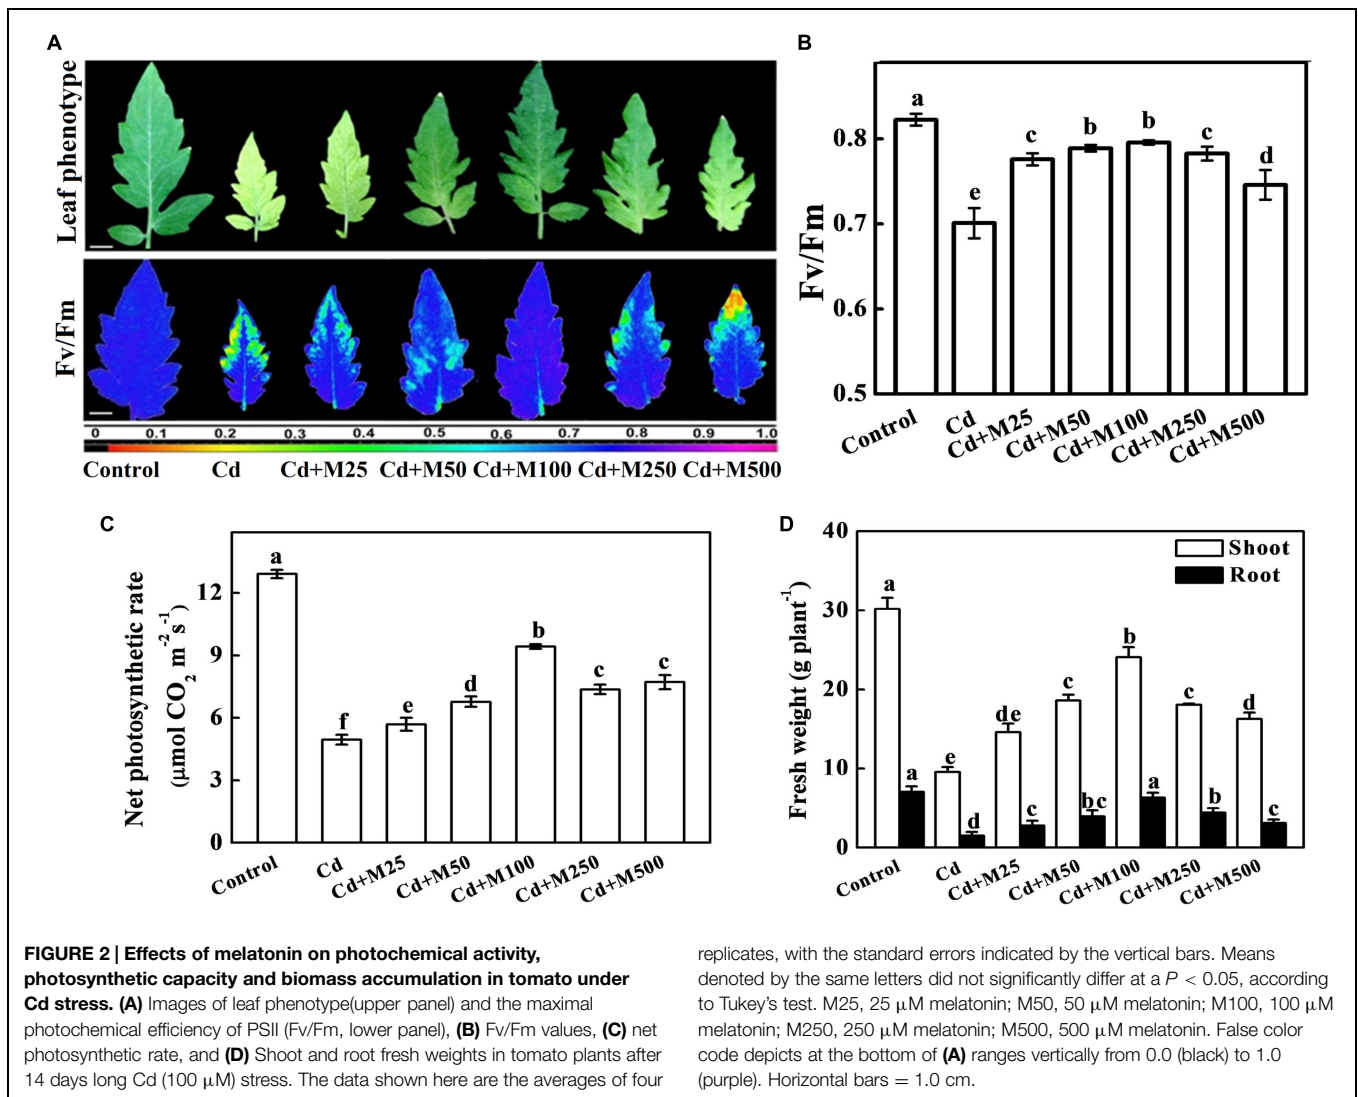 A
Leaf phenotype
Fv/Fm
0 0.1 0.2 0.3 0.4 0.5 0.6 0.7 0.8 0.9 1.0
Control Cd Cd+M25 Cd+M50 Cd+M100 Cd+M250 Cd+M500
B
Fv/Fm
0.8
0.7
0.6
0.5
a
e
c
b
b
c
d
Control
Cd
Cd+M25
Cd+M50
Cd+M100
Cd+M250
Cd+M500
C
Net photosynthetic rate
(μmol CO2 m-2s-1)
12
9
6
3
0
a
f
e
d
b
c
c
Control
Cd
Cd+M25
Cd+M50
Cd+M100
Cd+M250
Cd+M500
D
Fresh weight (g plant-1)
40
30
20
10
0
Shoot
Root
a
a
e
d
de
c
c
bc
b
a
c
b
d
c
Control
Cd
Cd+M25
Cd+M50
Cd+M100
Cd+M250
Cd+M500
FIGURE 2 | Effects of melatonin on photochemical activity,
photosynthetic capacity and biomass accumulation in tomato under
Cd stress. (A) Images of leaf phenotype(upper panel) and the maximal
photochemical efficiency of PSII (Fv/Fm, lower panel), (B) Fv/Fm values, (C) net
photosynthetic rate, and (D) Shoot and root fresh weights in tomato plants after
14 days long Cd (100 μM) stress. The data shown here are the averages of four
replicates, with the standard errors indicated by the vertical bars. Means
denoted by the same letters did not significantly differ at a P < 0.05, according
to Tukey's test. M25, 25 μM melatonin; M50, 50 μM melatonin; M100, 100 μM
melatonin; M250, 250 μM melatonin; M500, 500 μM melatonin. False color
code depicts at the bottom of (A) ranges vertically from 0.0 (black) to 1.0
(purple). Horizontal bars = 1.0 cm.